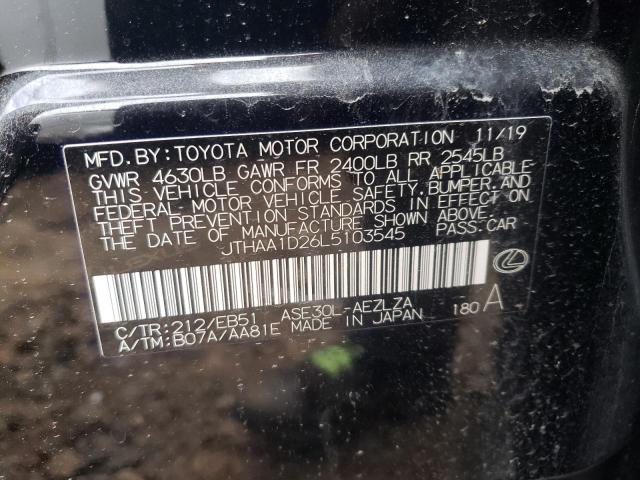 MFD. BY: TOYOTA MOTOR CORPORATION 11/19
GVWR 4630LB GAWR FR 2400LB RR 2545LB
THIS VEHICLE CONFORMS TO ALL APPLICABLE
FEDERAL MOTOR VEHICLE SAFETY, BUMPER, AND
THEFT PREVENTION STANDARDS IN EFFECT ON
THE DATE OF MANUFACTURE SHOWN ABOVE.
JTHAA1D26L5103545 PASS. CAR
C/TR: 212/EB51 ASE30L-AEZLZA
A/TM: B07A/AA81E MADE IN JAPAN 180 A